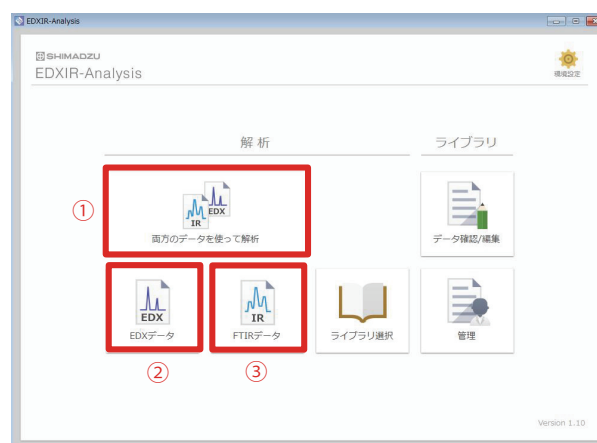 EDXIR-Analysis
SHIMADZU
EDXIR-Analysis
環境設定
解析
ライブラリ
①
IR
EDX
両方のデータを使って解析
データ確認/編集
EDX
EDXデータ
IR
FTIRデータ
ライブラリ選択
管理
②
③
Version 1.10